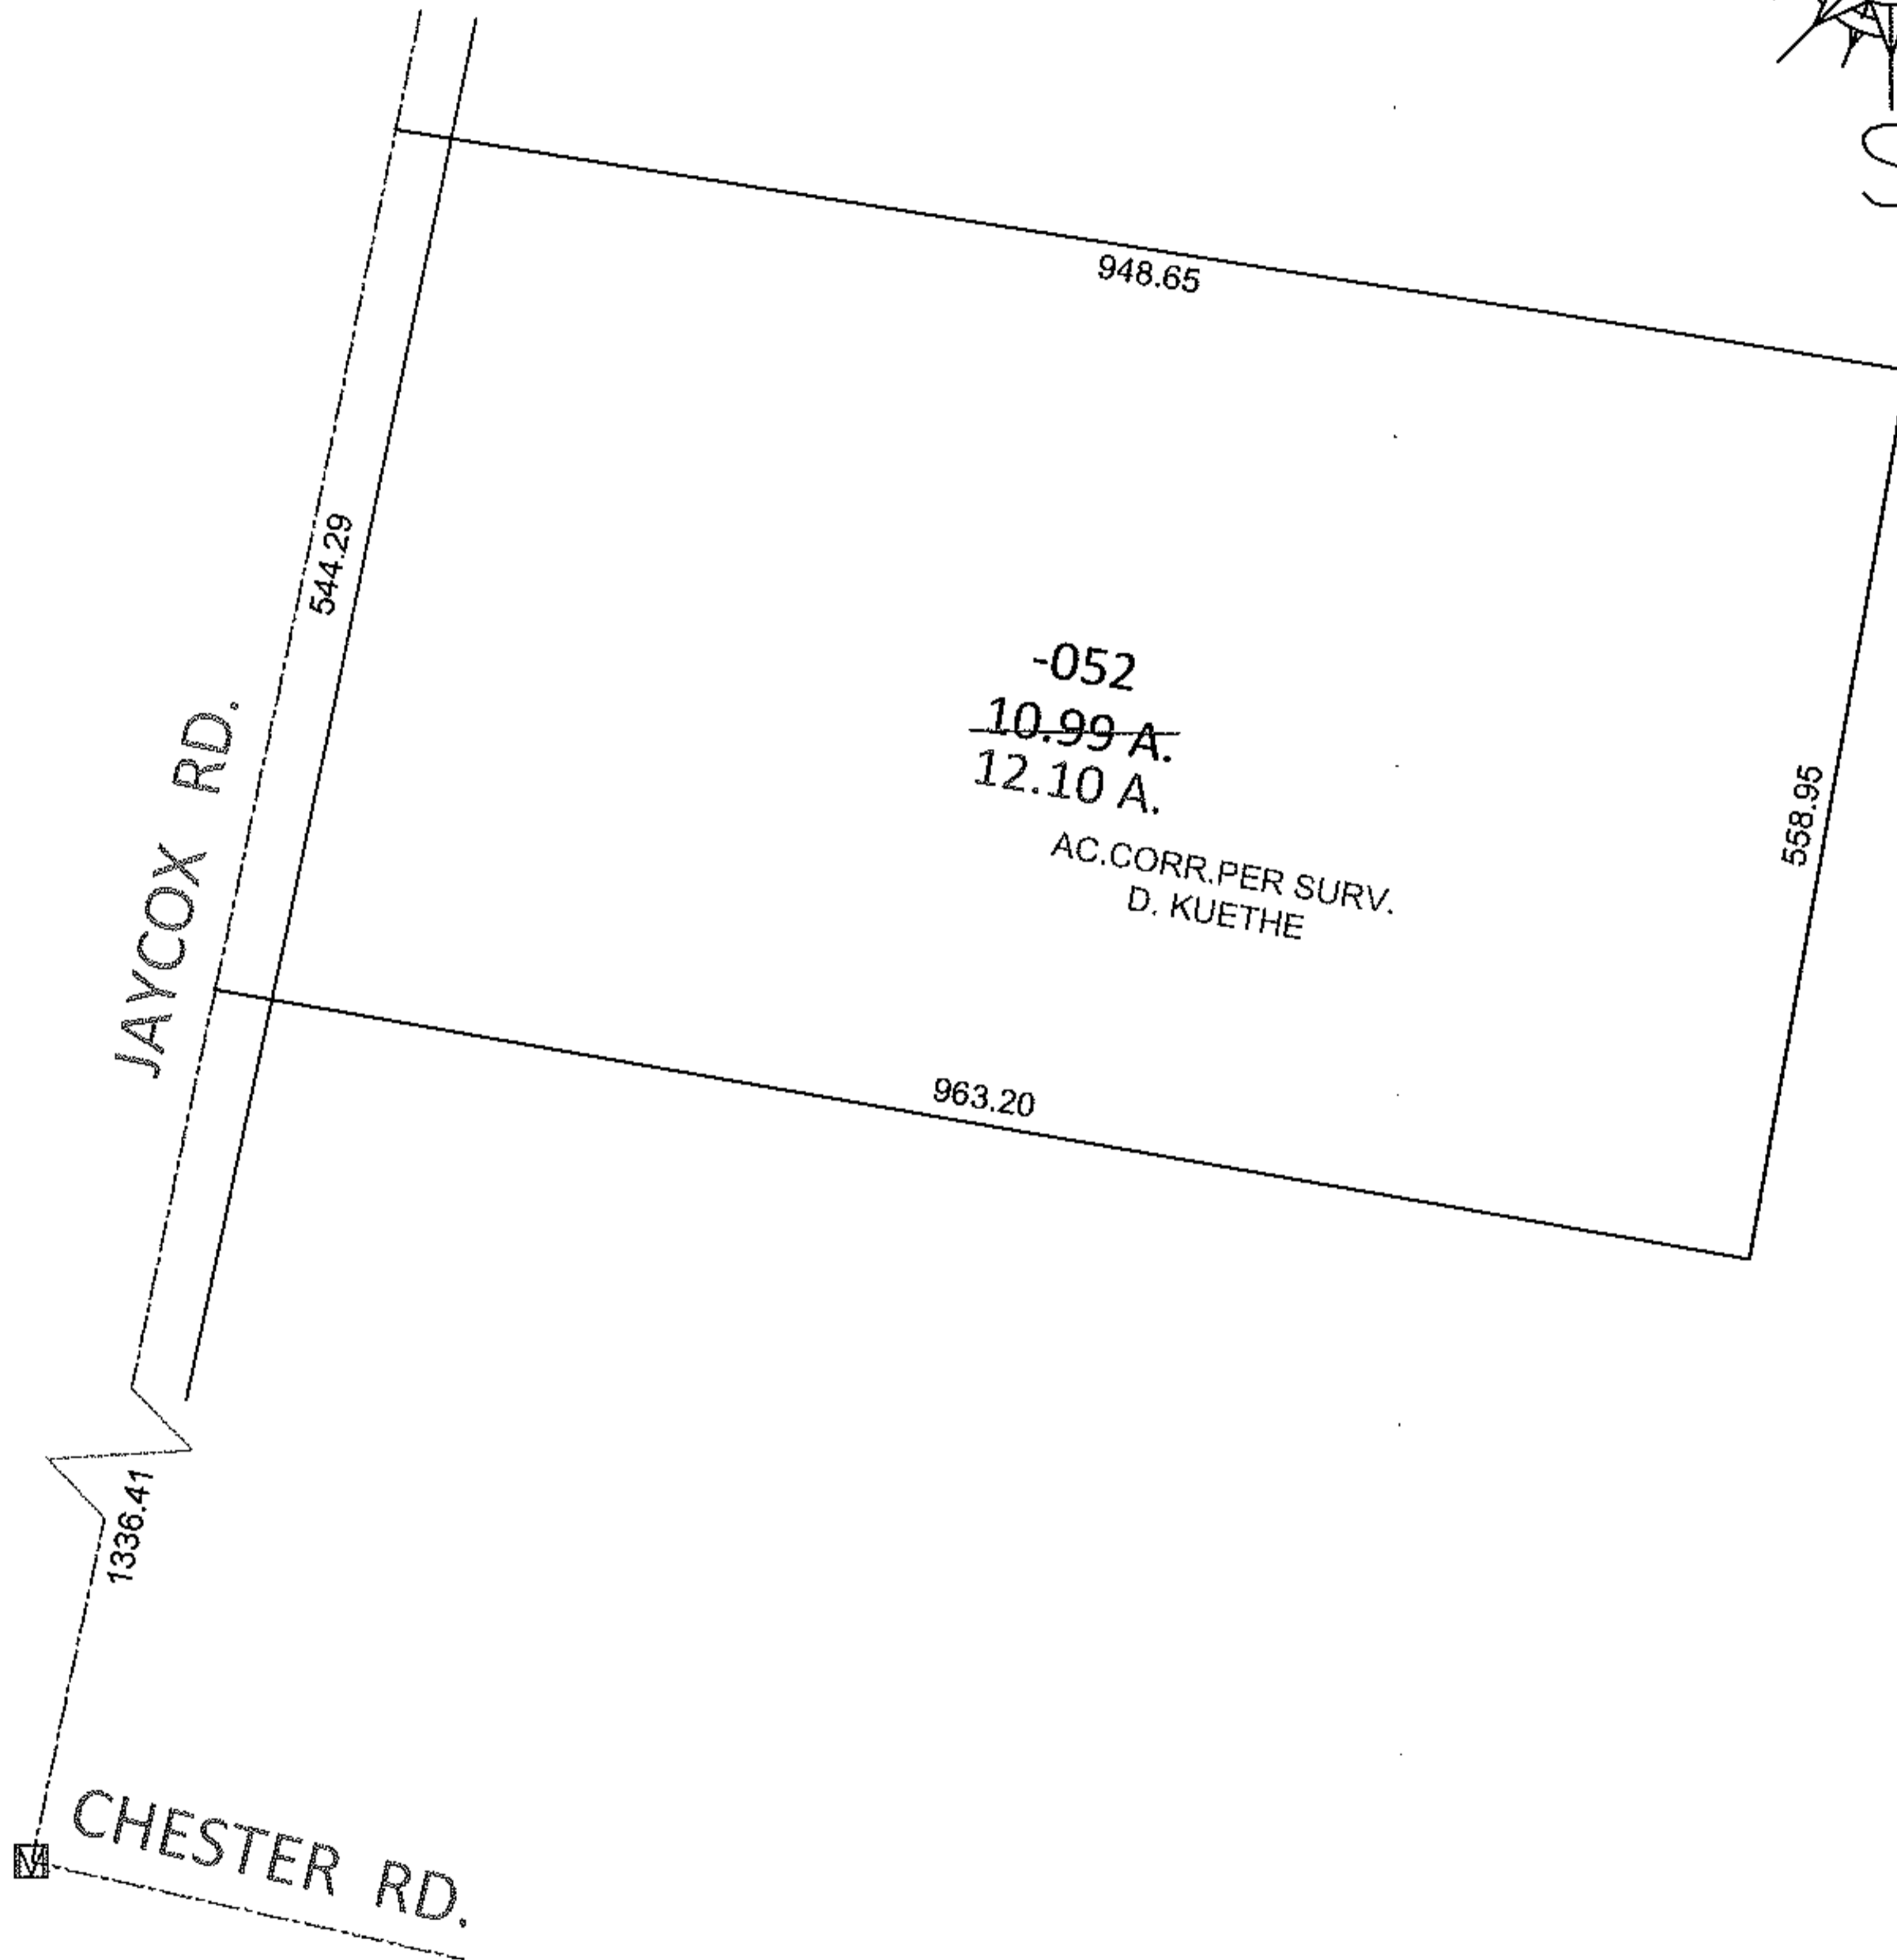 S
948.65
544.29
-052
10.99 A.
12.10 A.
AC.CORR.PER SURV.
D. KUETHE
558.95
JAYCOX RD.
963.20
1336.41
CHESTER RD.
M